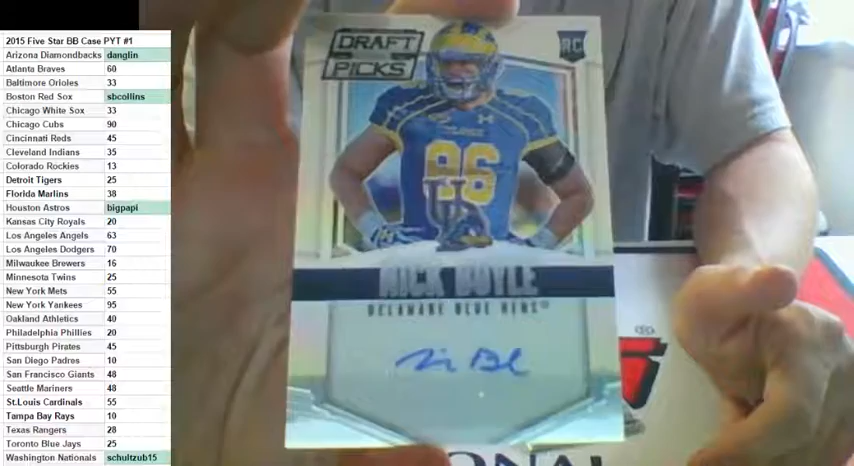 2015 Five Star BB Case PYT #1
Arizona Diamondbacks danglin
Atlanta Braves 60
Baltimore Orioles 33
Boston Red Sox sbcollins
Chicago White Sox 33
Chicago Cubs 90
Cincinnati Reds 45
Cleveland Indians 35
Colorado Rockies 13
Detroit Tigers 25
Florida Marlins 38
Houston Astros bigpapi
Kansas City Royals 20
Los Angeles Angels 63
Los Angeles Dodgers 70
Milwaukee Brewers 16
Minnesota Twins 25
New York Mets 55
New York Yankees 95
Oakland Athletics 40
Philadelphia Phillies 20
Pittsburgh Pirates 45
San Diego Padres 10
San Francisco Giants 48
Seattle Mariners 48
St.Louis Cardinals 55
Tampa Bay Rays 10
Texas Rangers 28
Toronto Blue Jays 25
Washington Nationals schultzub15
DRAFT
PICKS
RC
86
UD
NICK BOYLE
DELAWARE BLUE HENS
ONAL